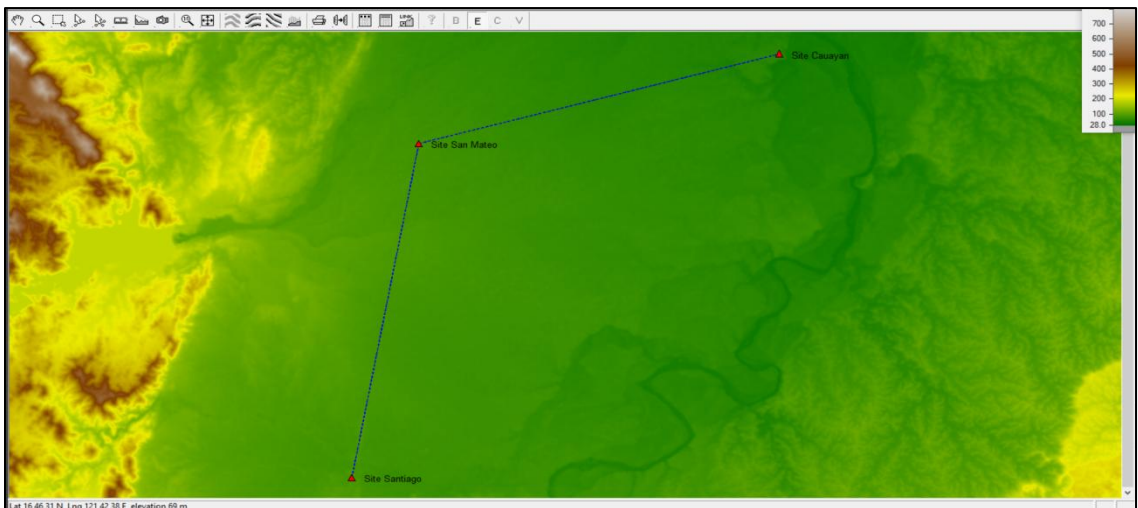 LINK
?
B
E
C
V
700
600
500
400
300
200
100
28.0
Site Cauayan
Site San Mateo
Site Santiago
Lat 16 46 31 N Lng 121 42 38 E elevation 69 m